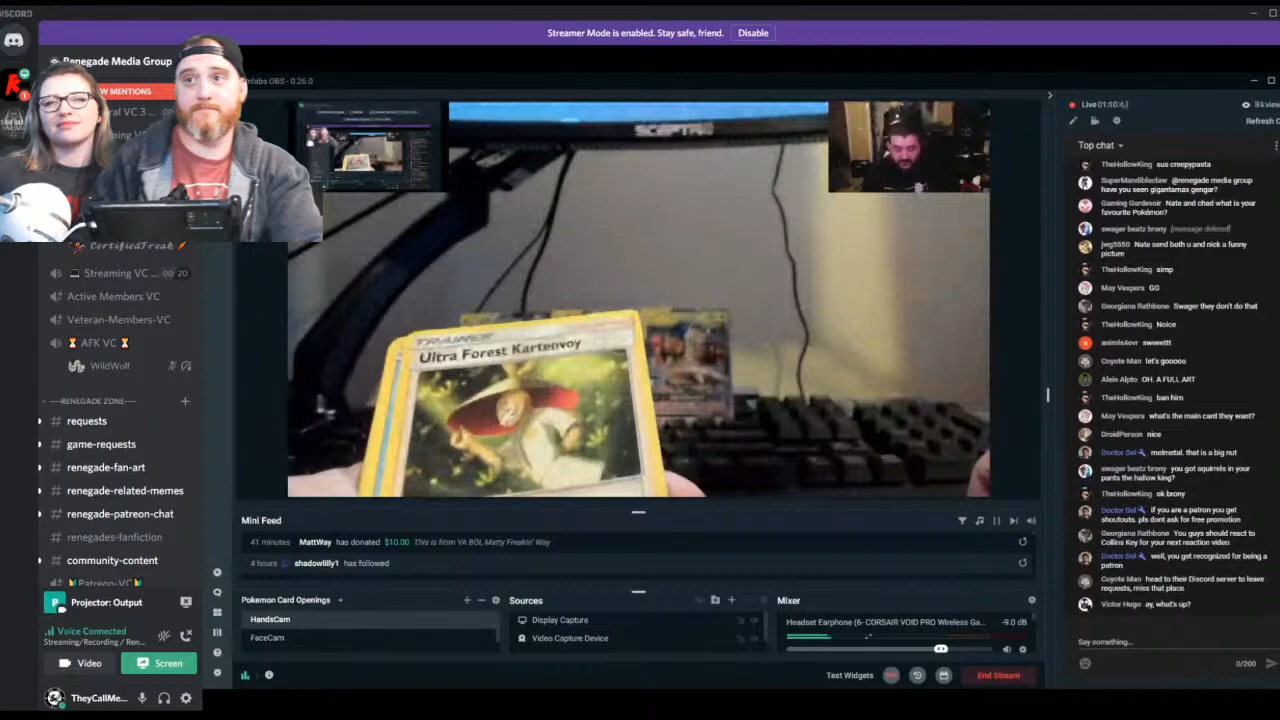 DISCORD
Streamer Mode is enabled. Stay safe, friend. Disable
Renegade Media Group
W MENTIONS
ral VC 3
CertifiedFreak
Streaming VC ... 00 20
Active Members VC
Veteran-Members-VC
AFK VC
WildWolf
RENEGADE ZONE
requests
game-requests
renegade-fan-art
renegade-related-memes
renegade-patreon-chat
renegades-fanfiction
community-content
Patreon-VC
Projector: Output
Voice Connected
Streaming/Recording / Ren...
Video
Screen
TheyCallMe...
mlabs OBS - 0.26.0
SCEPTRE
TRAINER
Ultra Forest Kartenvoy
Mini Feed
41 minutes MattWay has donated $10.00 This is from YA BOI, Matty Freakin' Way
4 hours shadowlilly1 has followed
Pokemon Card Openings
HandsCam
FaceCam
Sources
Display Capture
Video Capture Device
Mixer
Headset Earphone (6- CORSAIR VOID PRO Wireless Ga... -9.0 dB
Test Widgets
End Stream
Refresh C
Top chat
TheHollowKing sus creepypasta
SuperMandibleclaw @renegade media group
have you seen gigantamax gengar?
Gaming Gardevoir Nate and chad what is your
favourite Pokémon?
swager beatz brony [message deleted]
jwg5550 Nate send both u and nick a funny
picture
TheHollowKing simp
May Vespera GG
Georgiana Rathbone Swager they don't do that
TheHollowKing Noice
animls4evr sweeettt
Coyote Man let's gooooo
Aleis Alpto OH. A FULL ART
TheHollowKing ban him
May Vespera what's the main card they want?
DroidPerson nice
Doctor Del melmetal. that is a big nut
swager beatz brony you got squirrels in your
pants the hallow king?
TheHollowKing ok brony
Doctor Del if you are a patron you get
shoutouts. pls dont ask for free promotion
Georgiana Rathbone You guys should react to
Collins Key for your next reaction video
Doctor Del well, you get recognized for being a
patron
Coyote Man head to their Discord server to leave
requests, miss that place
Victor Hugo ay, what's up?
Say something...
0/200